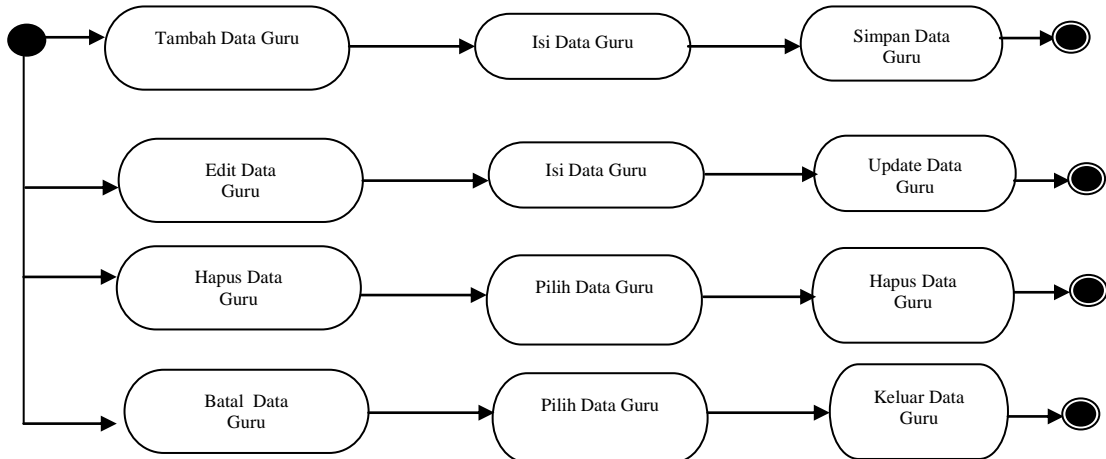 Tambah Data Guru
Isi Data Guru
Simpan Data
Guru
Edit Data
Guru
Isi Data Guru
Update Data
Guru
Hapus Data
Guru
Pilih Data Guru
Hapus Data
Guru
Batal Data
Guru
Pilih Data Guru
Keluar Data
Guru